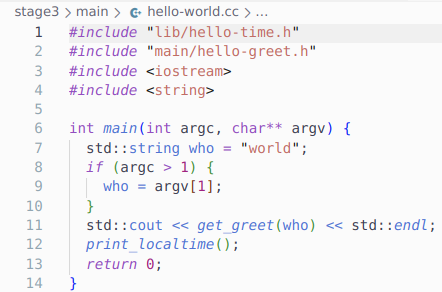 stage3 > main > hello-world.cc > ...
1 #include "lib/hello-time.h"
2 #include "main/hello-greet.h"
3 #include <iostream>
4 #include <string>
5
6 int main(int argc, char** argv) {
7   std::string who = "world";
8   if (argc > 1) {
9     who = argv[1];
10   }
11   std::cout << get_greet(who) << std::endl;
12   print_localtime();
13   return 0;
14 }